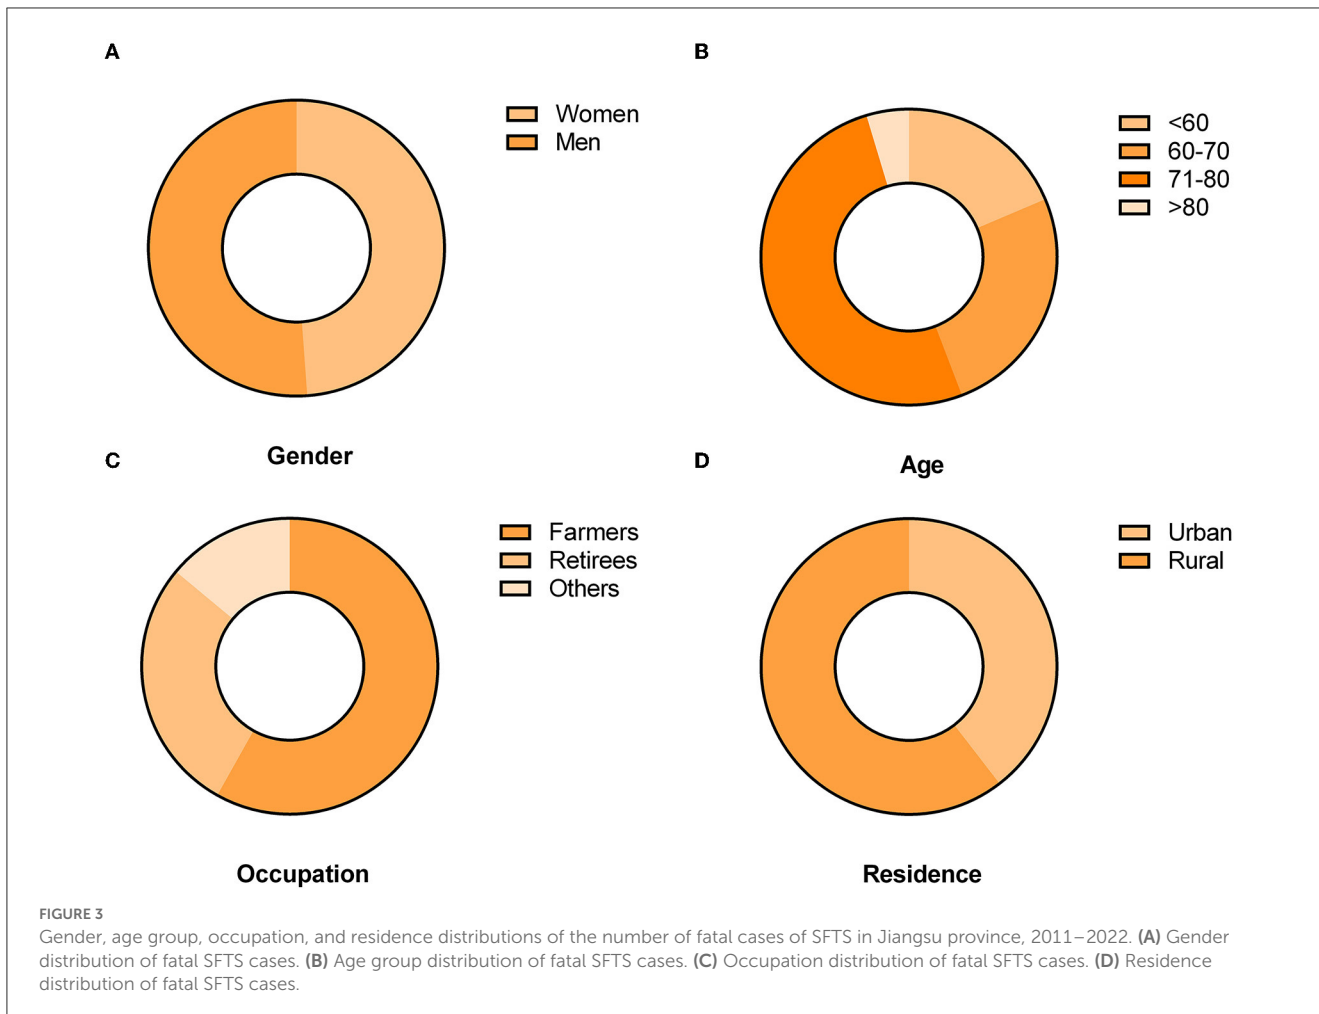 A
Women
Men
Gender
B
<60
60-70
71-80
>80
Age
C
Farmers
Retirees
Others
Occupation
D
Urban
Rural
Residence
FIGURE 3
Gender, age group, occupation, and residence distributions of the number of fatal cases of SFTS in Jiangsu province, 2011–2022. (A) Gender
distribution of fatal SFTS cases. (B) Age group distribution of fatal SFTS cases. (C) Occupation distribution of fatal SFTS cases. (D) Residence
distribution of fatal SFTS cases.